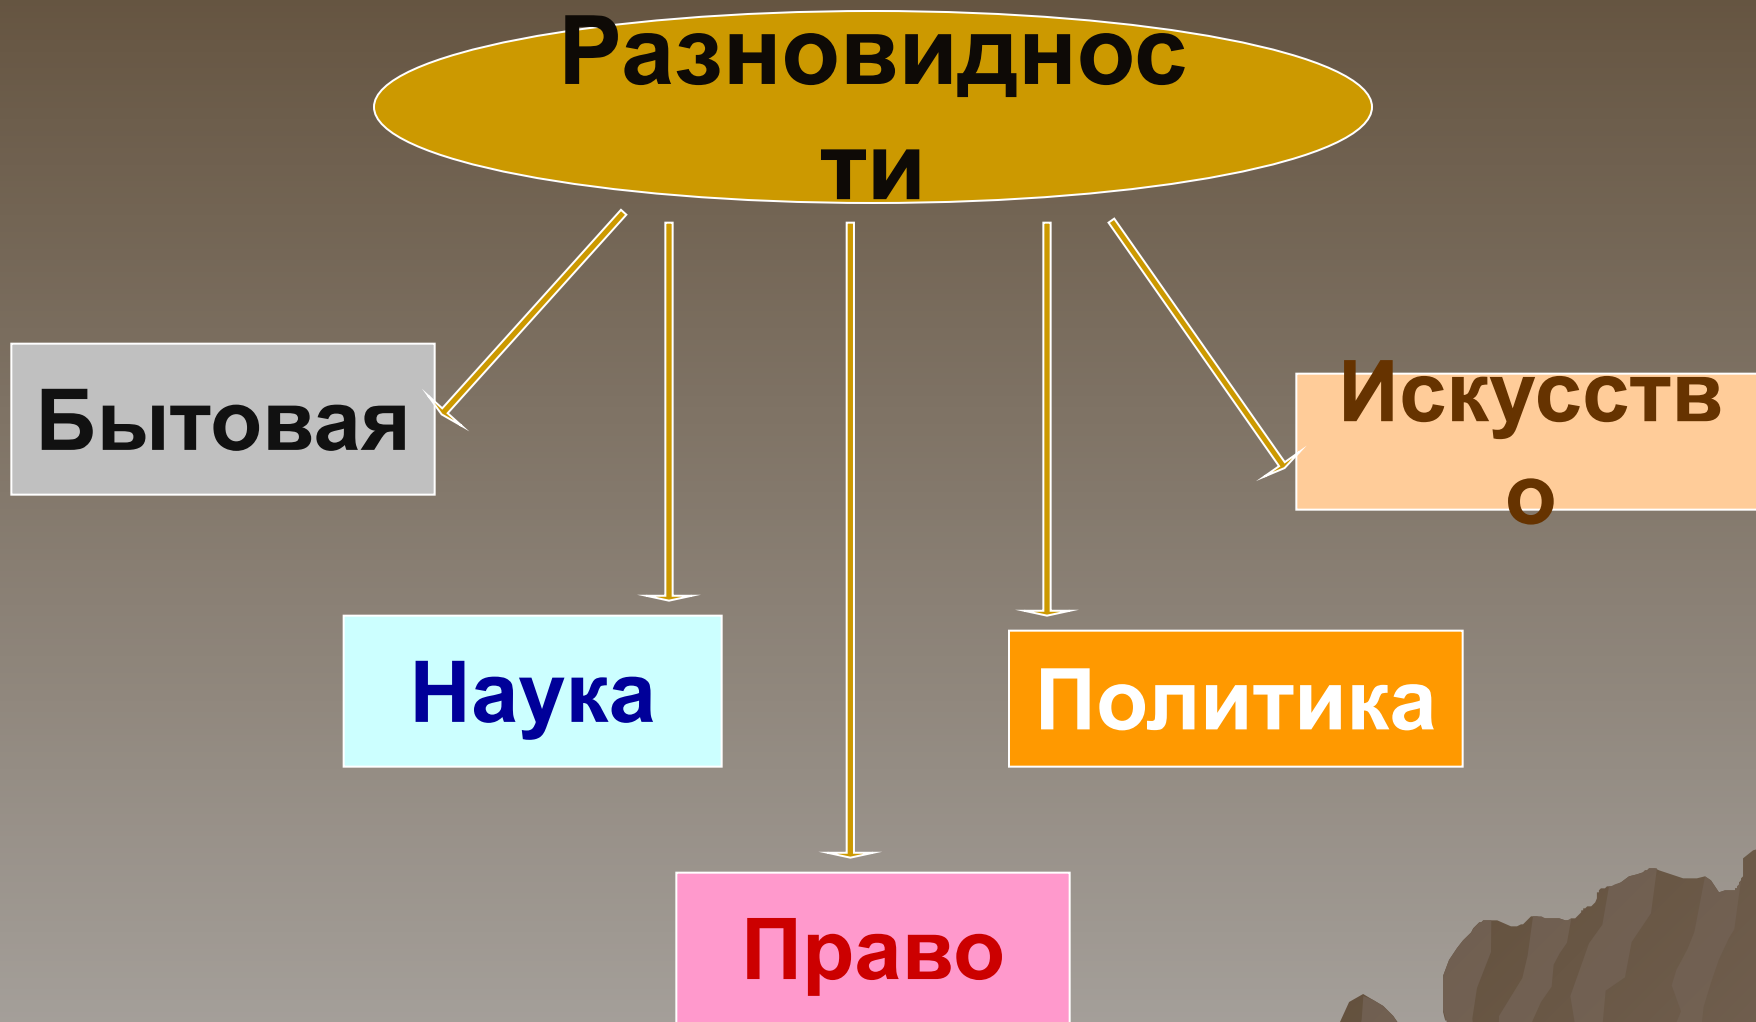 Разновиднос
ти
Бытовая
Искусств
о
Наука
Политика
Право